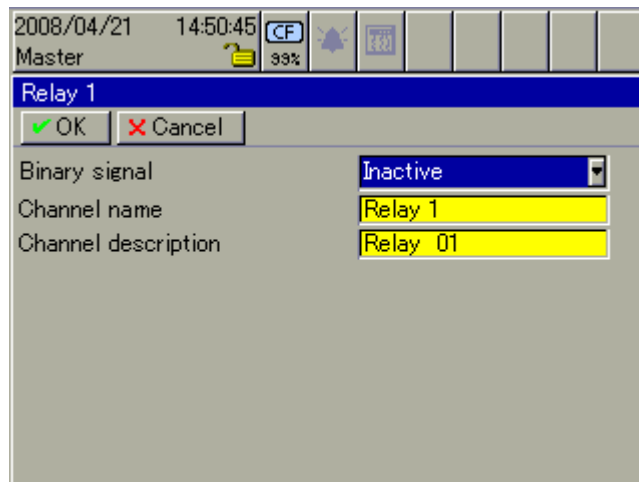 2008/04/21 14:50:45 CF
Master 99%
Relay 1
OK Cancel
Binary signal Inactive
Channel name Relay 1
Channel description Relay 01